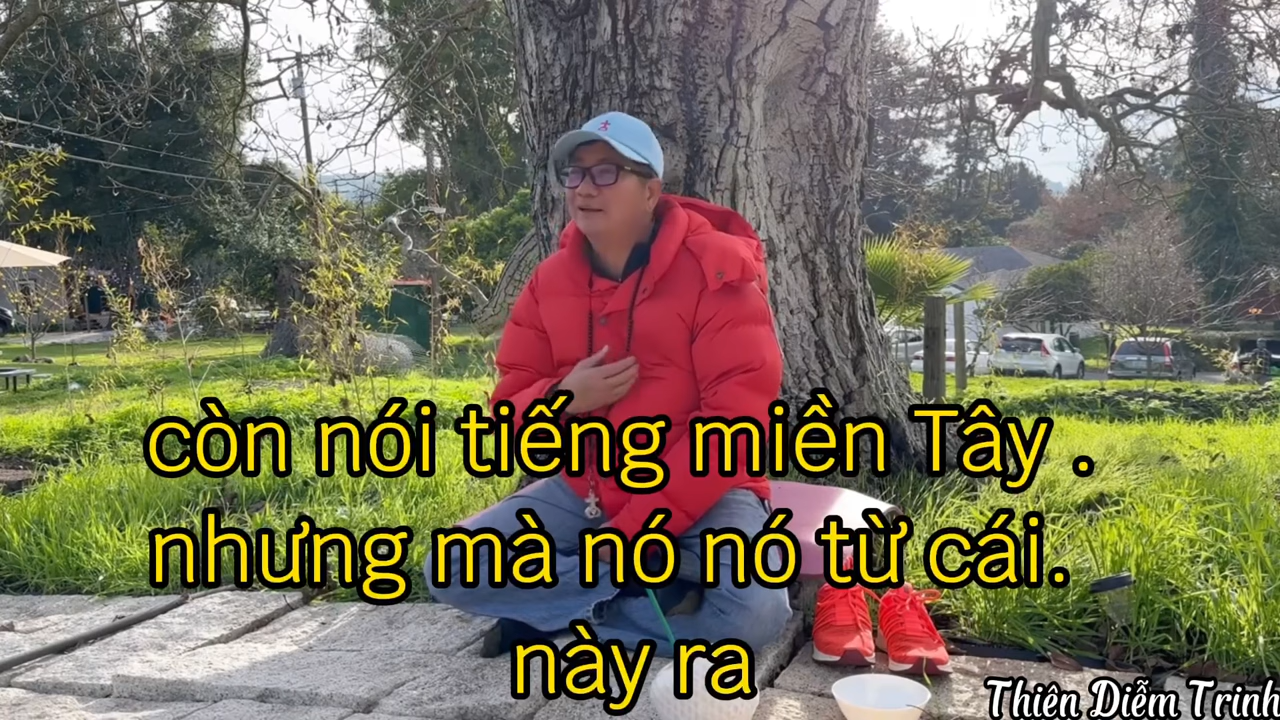 còn nói tiếng miền Tây .
nhưng mà nó nó từ cái.
này ra
Thiên Diễm Trinh